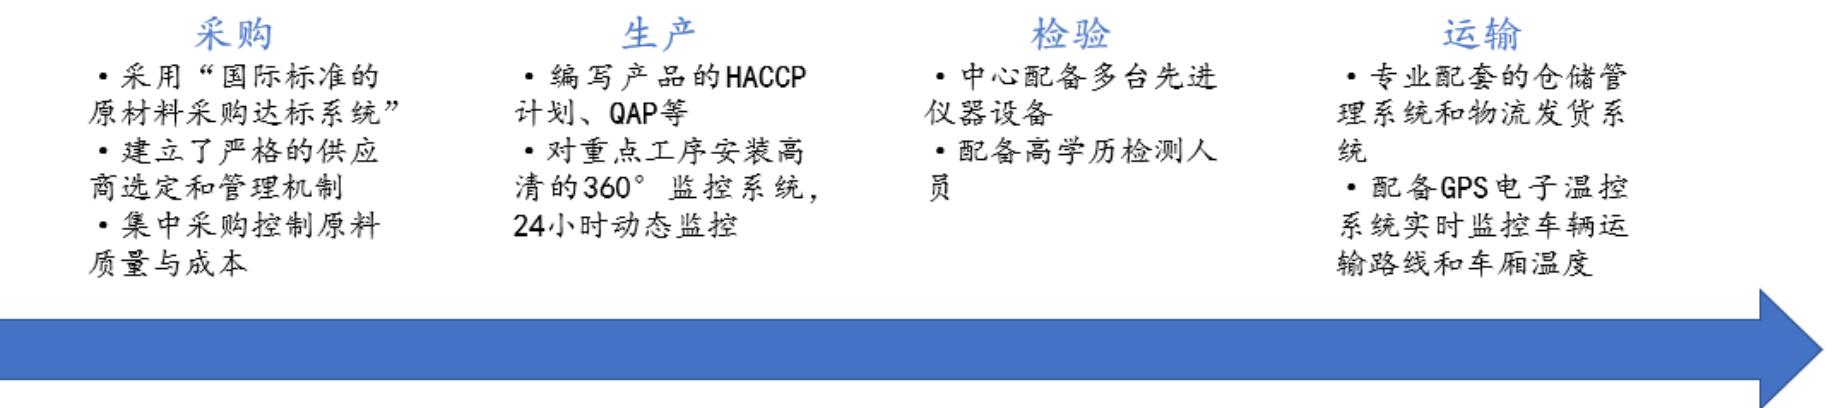 采购
·采用“国际标准的
原材料采购达标系统”
·建立了严格的供应
商选定和管理机制
·集中采购控制原料
质量与成本
生产
·编写产品的HACCP
计划、QAP等
·对重点工序安装高
清的360°监控系统，
24小时动态监控
检验
·中心配备多台先进
仪器设备
·配备高学历检测人
员
运输
·专业配套的仓储管
理系统和物流发货系
统
·配备GPS电子温控
系统实时监控车辆运
输路线和车厢温度